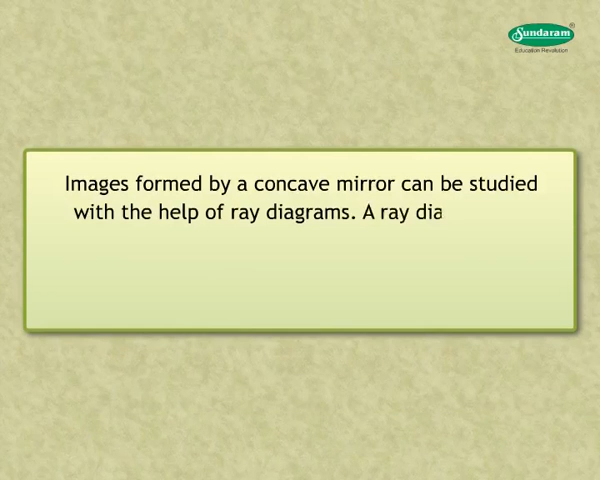 Sundaram
Education Revolution
Images formed by a concave mirror can be studied
with the help of ray diagrams. A ray dia